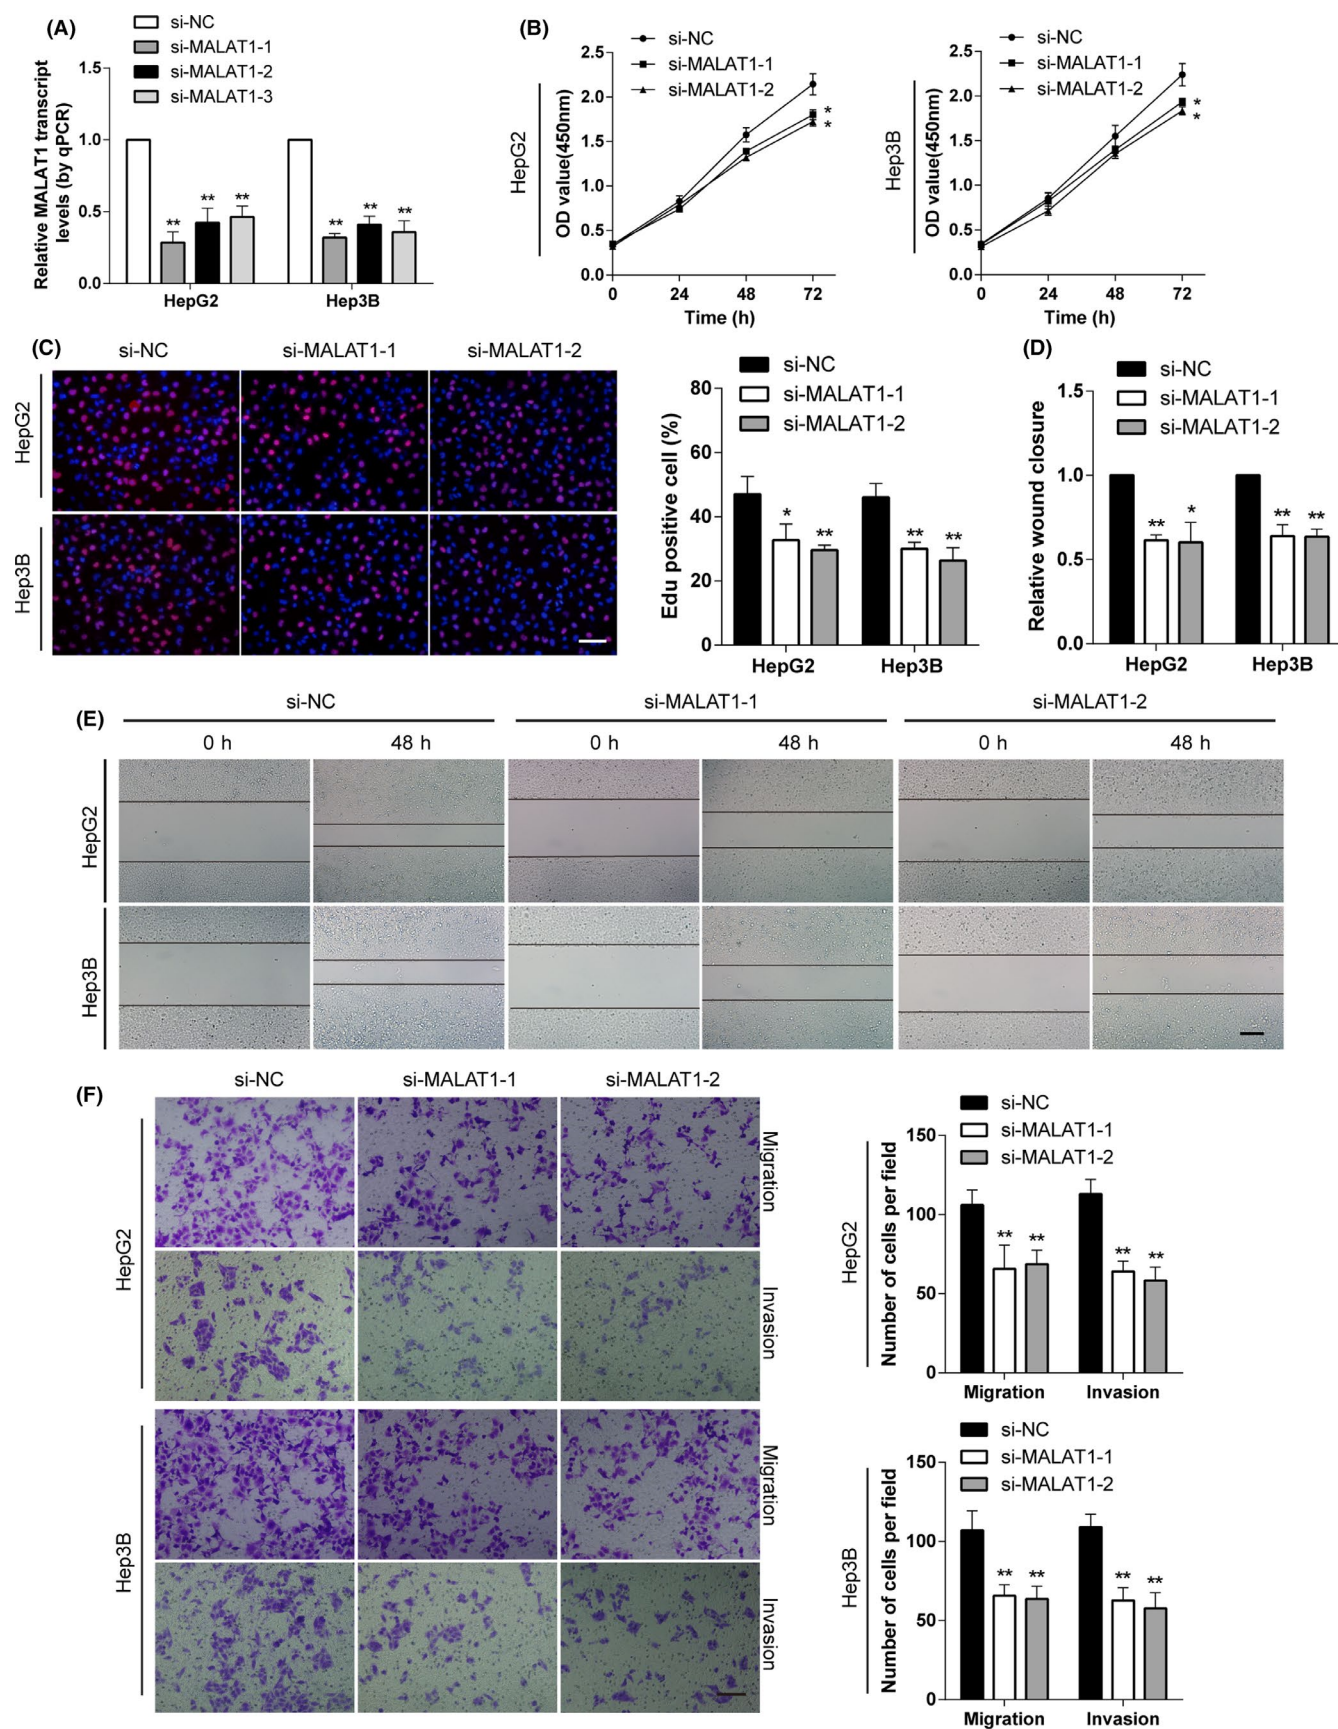 (A)
si-NC
si-MALAT1-1
si-MALAT1-2
si-MALAT1-3
Relative MALAT1 transcript
levels (by qPCR)
1.5
1.0
0.5
0.0
** ** **
** ** **
HepG2 Hep3B
(B)
HepG2
OD value(450nm)
si-NC
si-MALAT1-1
si-MALAT1-2
2.5
2.0
1.5
1.0
0.5
0.0
*
*
0 24 48 72
Time (h)
Hep3B
OD value(450nm)
si-NC
si-MALAT1-1
si-MALAT1-2
2.5
2.0
1.5
1.0
0.5
0.0
*
*
0 24 48 72
Time (h)
(C)
si-NC si-MALAT1-1 si-MALAT1-2
HepG2
Hep3B
si-NC
si-MALAT1-1
si-MALAT1-2
Edu positive cell (%)
80
60
40
20
0
* **
** **
HepG2 Hep3B
(D)
si-NC
si-MALAT1-1
si-MALAT1-2
Relative wound closure
1.5
1.0
0.5
0.0
** *
** **
HepG2 Hep3B
(E)
si-NC si-MALAT1-1 si-MALAT1-2
0 h 48 h 0 h 48 h 0 h 48 h
HepG2
Hep3B
(F)
si-NC si-MALAT1-1 si-MALAT1-2
HepG2
Migration
Invasion
Hep3B
Migration
Invasion
HepG2
Number of cells per field
si-NC
si-MALAT1-1
si-MALAT1-2
150
100
50
0
** **
** **
Migration Invasion
Hep3B
Number of cells per field
si-NC
si-MALAT1-1
si-MALAT1-2
150
100
50
0
** **
** **
Migration Invasion